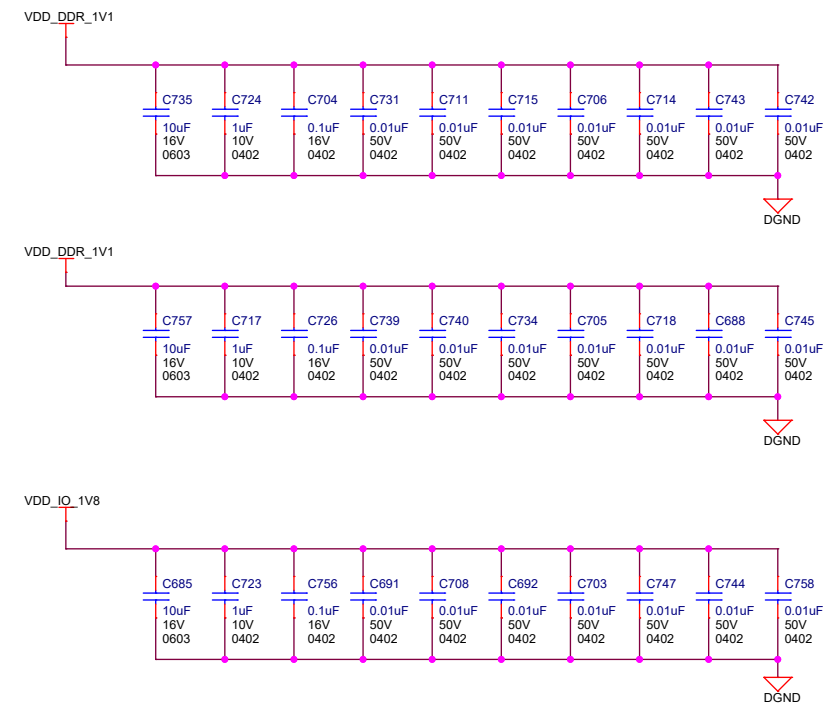 VDD_DDR_1V1
C735 C724 C704 C731 C711 C715 C706 C714 C743 C742
10uF 1uF 0.1uF 0.01uF 0.01uF 0.01uF 0.01uF 0.01uF 0.01uF 0.01uF
16V 10V 16V 50V 50V 50V 50V 50V 50V 50V
0603 0402 0402 0402 0402 0402 0402 0402 0402 0402
DGND
VDD_DDR_1V1
C757 C717 C726 C739 C740 C734 C705 C718 C688 C745
10uF 1uF 0.1uF 0.01uF 0.01uF 0.01uF 0.01uF 0.01uF 0.01uF 0.01uF
16V 10V 16V 50V 50V 50V 50V 50V 50V 50V
0603 0402 0402 0402 0402 0402 0402 0402 0402 0402
DGND
VDD_IO_1V8
C685 C723 C756 C691 C708 C692 C703 C747 C744 C758
10uF 1uF 0.1uF 0.01uF 0.01uF 0.01uF 0.01uF 0.01uF 0.01uF 0.01uF
16V 10V 16V 50V 50V 50V 50V 50V 50V 50V
0603 0402 0402 0402 0402 0402 0402 0402 0402 0402
DGND